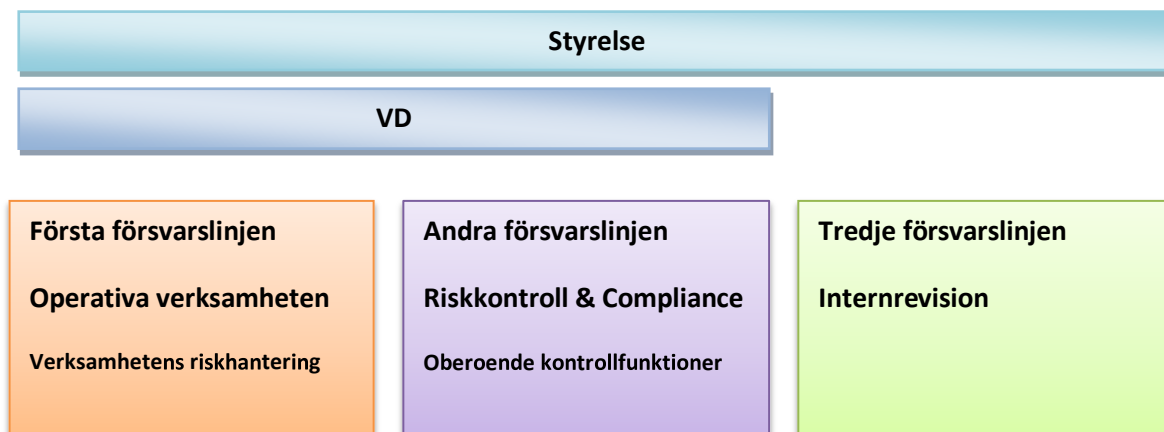 Styrelse
VD
Första försvarslinjen
Operativa verksamheten
Verksamhetens riskhantering
Andra försvarslinjen
Riskkontroll & Compliance
Oberoende kontrollfunktioner
Tredje försvarslinjen
Internrevision